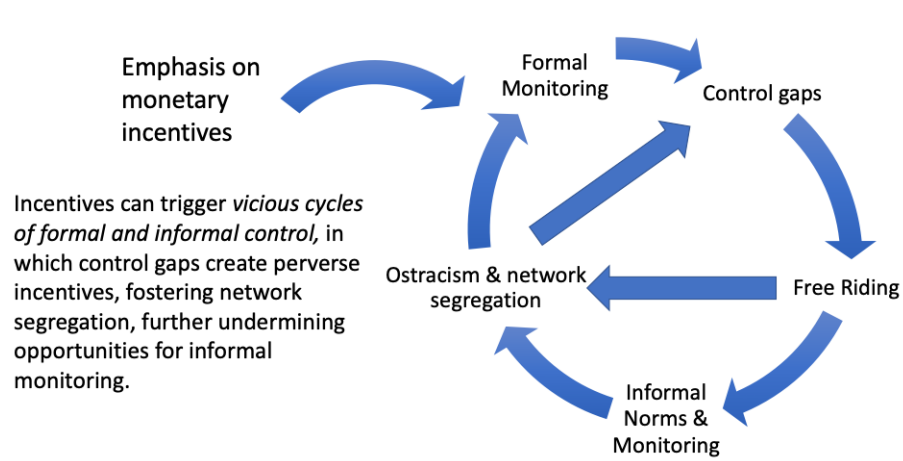 Emphasis on
monetary
incentives
Formal
Monitoring
Control gaps
Incentives can trigger vicious cycles
of formal and informal control, in
which control gaps create perverse
incentives, fostering network
segregation, further undermining
opportunities for informal
monitoring.
Ostracism & network
segregation
Free Riding
Informal
Norms &
Monitoring